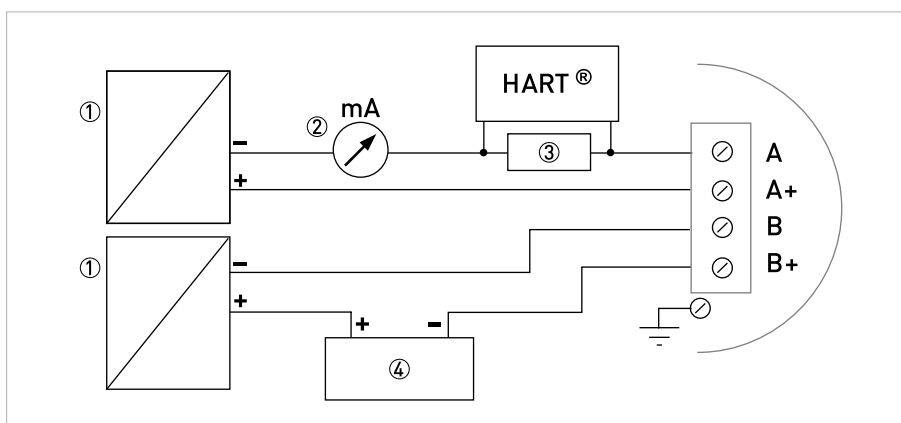 HART ®
mA
①
②
③
A
A+
B
B+
−
+
①
−
+
+
−
④